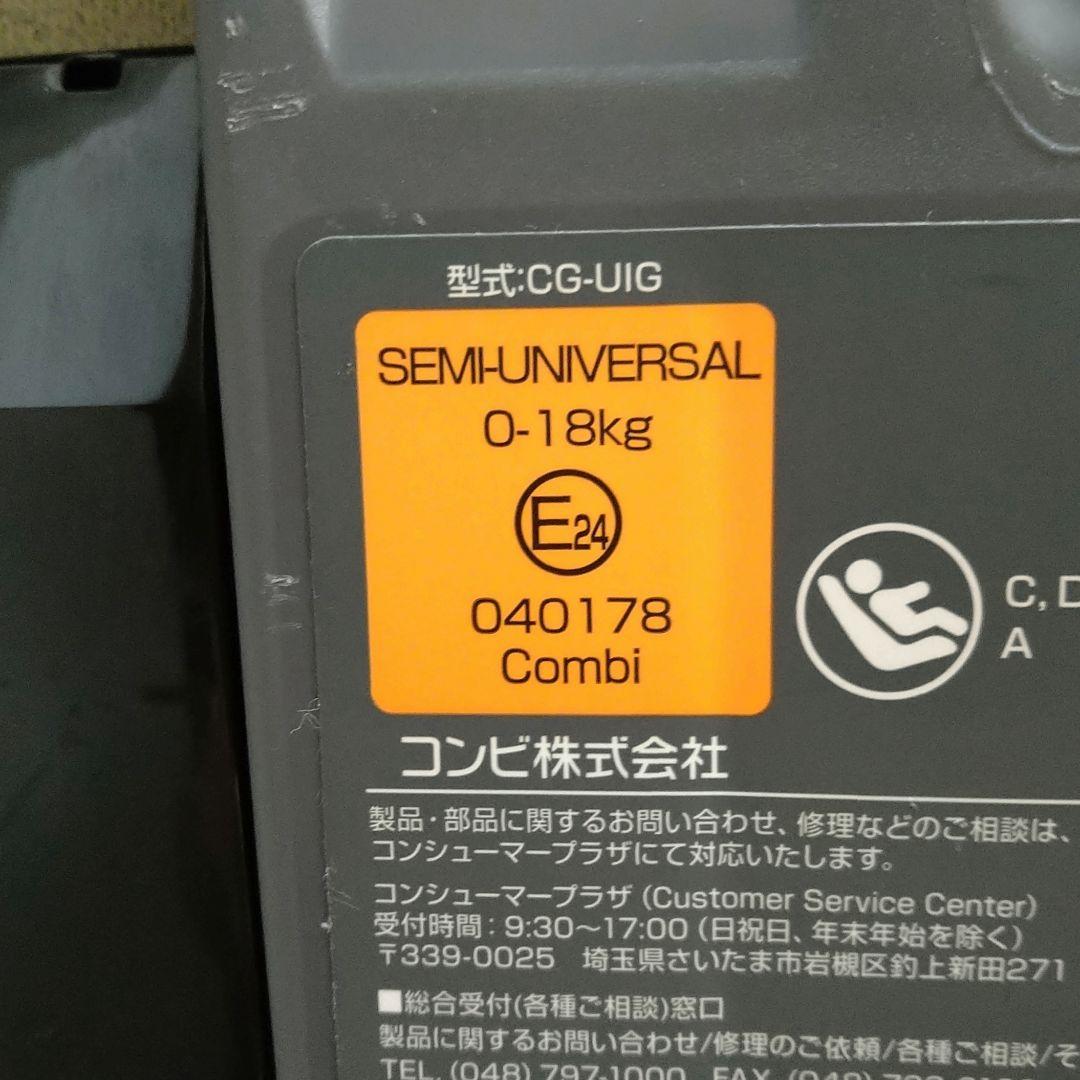 型式:CG-UIG
SEMI-UNIVERSAL
0-18kg
E24
040178
Combi
C, D
A
コンビ株式会社
製品・部品に関するお問い合わせ、修理などのご相談は、
コンシューマープラザにて対応いたします。
コンシューマープラザ (Customer Service Center)
受付時間：9:30～17:00 (日祝日、年末年始を除く)
〒339-0025 埼玉県さいたま市岩槻区釣上新田271
■総合受付(各種ご相談)窓口
製品に関するお問い合わせ/修理のご依頼/各種ご相談/そ
TEL. (048) 797-1000 FAX. (048)